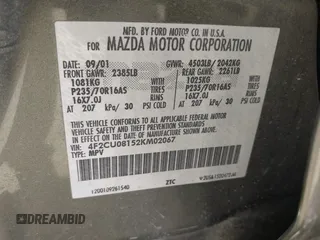 MFD. BY FORD MOTOR CO. IN U.S.A.
FOR MAZDA MOTOR CORPORATION
DATE: 09/01 GVWR: 4503LB/ 2042KG
FRONT GAWR: 2385LB REAR GAWR: 2261LB
1081KG WITH 1025KG WITH
P235/70R16AS TIRES P235/70R16AS TIRES
16X7.0J RIMS 16X7.0J RIMS
AT 207 kPa/ 30 PSI COLD AT 207 kPa/ 30 PSI COLD
THIS VEHICLE CONFORMS TO ALL APPLICABLE FEDERAL MOTOR VEHICLE SAFETY, BUMPER, AND THEFT PREVENTION STANDARDS IN EFFECT ON THE DATE OF MANUFACTURE SHOWN ABOVE.
VIN: 4F2CU08152KM02067
TYPE: MPV
ZTC
OKCARBID.COM